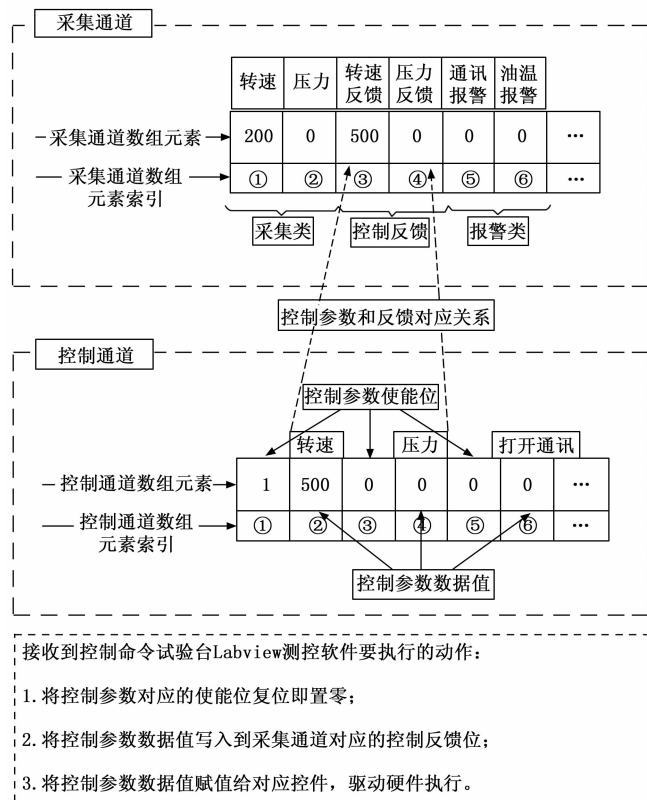 采集通道
转速 压力 转速反馈 压力反馈 通讯报警 油温报警
采集通道数组元素 200 0 500 0 0 0 …
采集通道数组元素索引 ① ② ③ ④ ⑤ ⑥ …
采集类 控制反馈 报警类
控制参数和反馈对应关系
控制通道
控制参数使能位
转速 压力 打开通讯
控制通道数组元素 1 500 0 0 0 0 …
控制通道数组元素索引 ① ② ③ ④ ⑤ ⑥ …
控制参数数据值
接收到控制命令试验台Labview测控软件要执行的动作:
1.将控制参数对应的使能位复位即置零;
2.将控制参数数据值写入到采集通道对应的控制反馈位;
3.将控制参数数据值赋值给对应控件，驱动硬件执行。